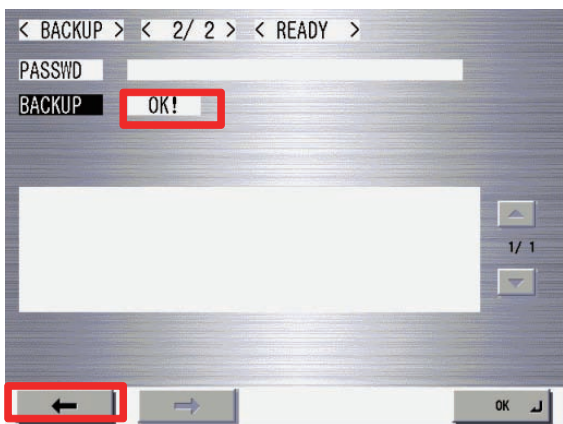 < BACKUP > < 2/ 2 > < READY >
PASSWD
BACKUP OK!
1/ 1
OK